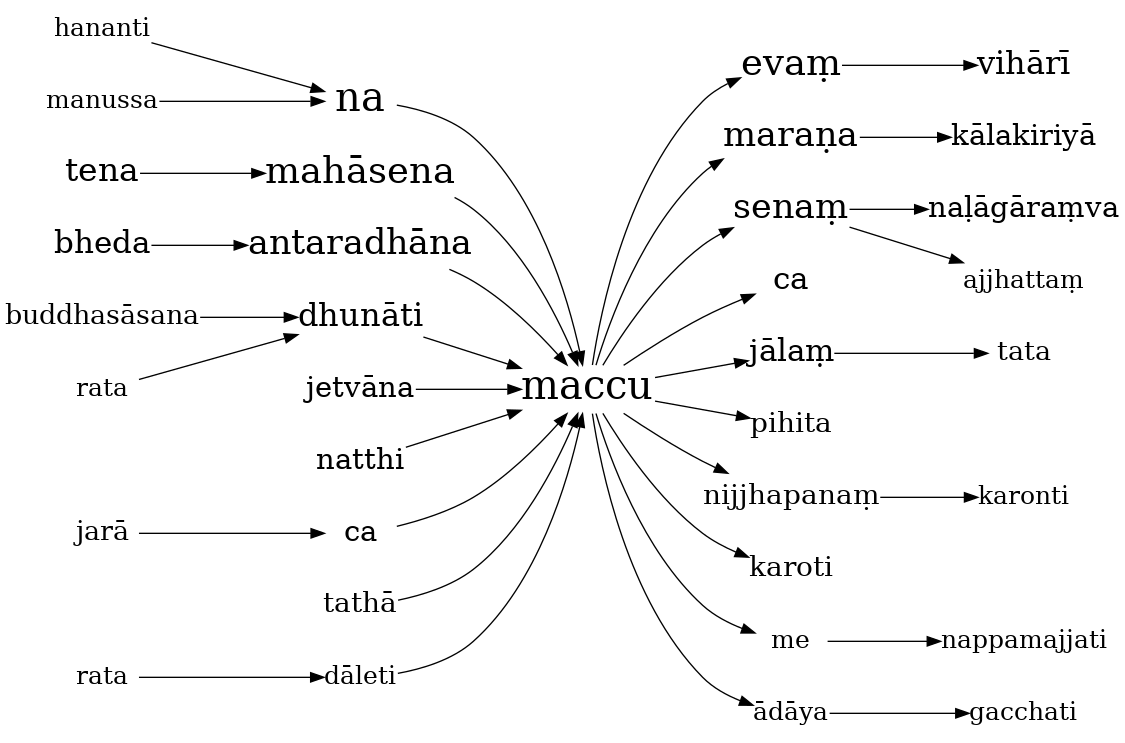 hananti
manussa
na
tena
mahāsena
bheda
antaradhāna
buddhasāsana
dhunāti
rata
jetvāna
natthi
jarā
ca
tathā
rata
dāleti
maccu
evaṃ
vihārī
maraṇa
kālakiriyā
senaṃ
naḷāgāraṃva
ajjhattaṃ
ca
jālaṃ
tata
pihita
nijjhapanaṃ
karonti
karoti
me
nappamajjati
ādāya
gacchati